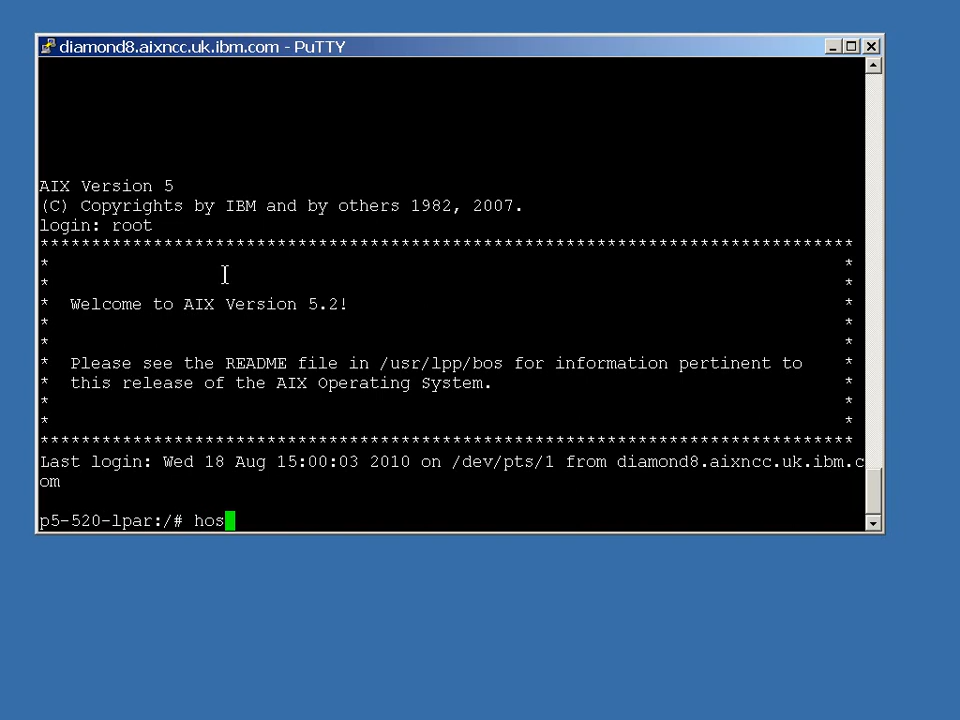 diamond8.aixncc.uk.ibm.com - PuTTY
AIX Version 5
(C) Copyrights by IBM and by others 1982, 2007.
login: root
*******************************************************************************
*                                                                             *
*                                                                             *
*  Welcome to AIX Version 5.2!                                                *
*                                                                             *
*                                                                             *
*  Please see the README file in /usr/lpp/bos for information pertinent to    *
*  this release of the AIX Operating System.                                  *
*                                                                             *
*                                                                             *
*******************************************************************************
Last login: Wed 18 Aug 15:00:03 2010 on /dev/pts/1 from diamond8.aixncc.uk.ibm.c
om
p5-520-lpar:/# hos